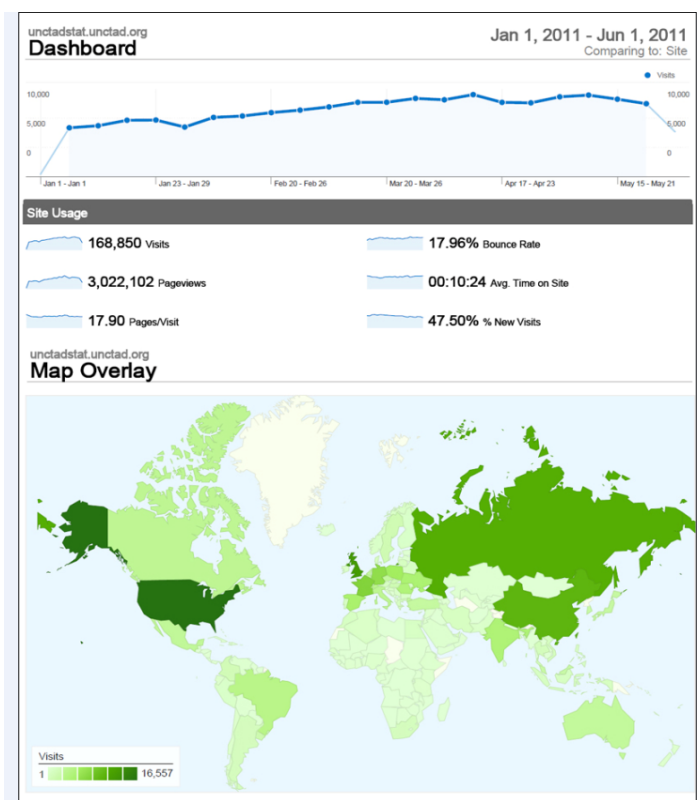 unctadstat.unctad.org
Dashboard
Jan 1, 2011 - Jun 1, 2011
Comparing to: Site
Visits
10,000
10,000
5,000
5,000
0
0
Jan 1 - Jan 1
Jan 23 - Jan 29
Feb 20 - Feb 26
Mar 20 - Mar 26
Apr 17 - Apr 23
May 15 - May 21
Site Usage
168,850 Visits
17.96% Bounce Rate
3,022,102 Pageviews
00:10:24 Avg. Time on Site
17.90 Pages/Visit
47.50% % New Visits
unctadstat.unctad.org
Map Overlay
Visits
1
16,557